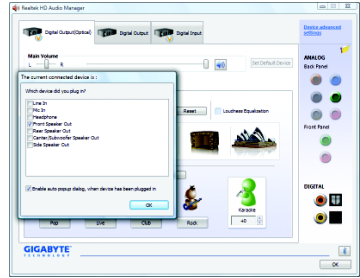 Realtek HD Audio Manager
Digital Output(Optical)
Digital Output
Digital Input
Device advanced settings
Main Volume
L
R
Set Default Device
ANALOG
Back Panel
The current connected device is :
Which device did you plug in?
Line In
Mic In
Headphone
Front Speaker Out
Rear Speaker Out
Center/Subwoofer Speaker Out
Side Speaker Out
Enable auto popup dialog, when device has been plugged in
OK
Reset
Loudness Equalization
Front Panel
DIGITAL
Karaoke
+0
Pop
Live
Club
Rock
GIGABYTE
TECHNOLOGY
OK